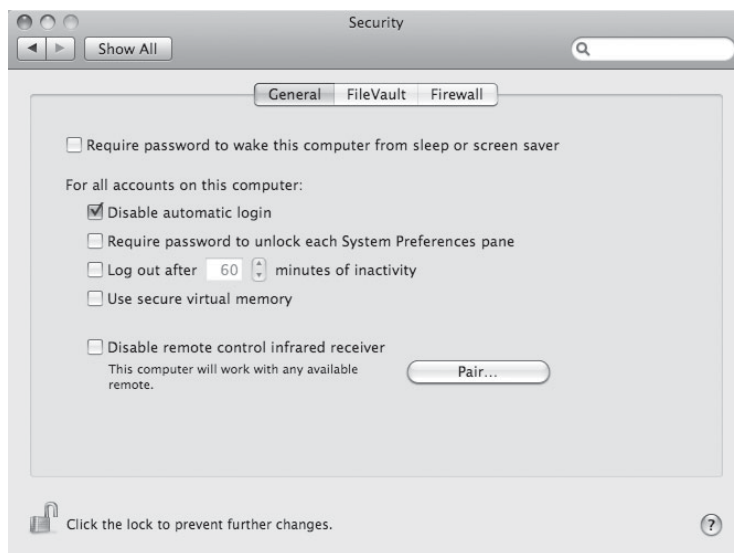 Security
Show All
General FileVault Firewall
Require password to wake this computer from sleep or screen saver
For all accounts on this computer:
Disable automatic login
Require password to unlock each System Preferences pane
Log out after 60 minutes of inactivity
Use secure virtual memory
Disable remote control infrared receiver
This computer will work with any available
remote.
Pair...
Click the lock to prevent further changes.
?